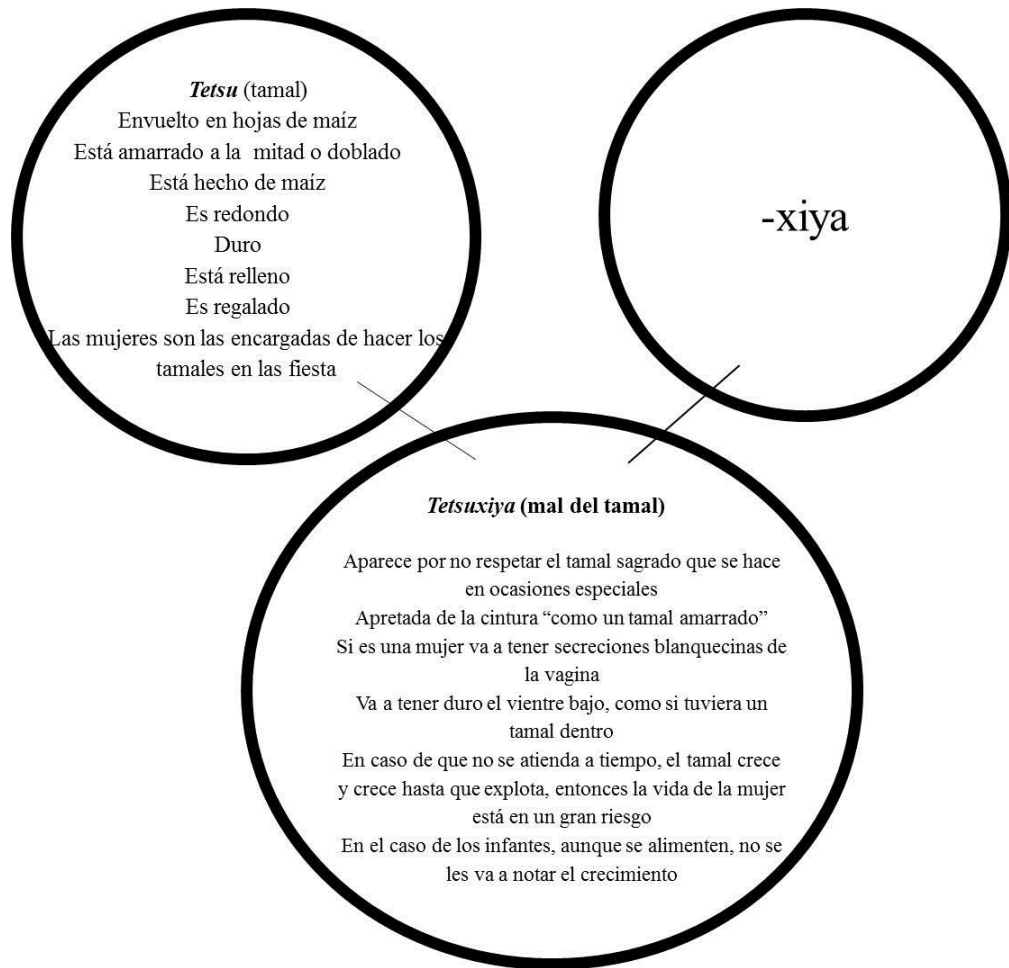 Tetsu (tamal)
Envuelto en hojas de maíz
Está amarrado a la mitad o doblado
Está hecho de maíz
Es redondo
Duro
Está relleno
Es regalado
Las mujeres son las encargadas de hacer los
tamales en las fiesta
-xiya
Tetsuxiya (mal del tamal)
Aparece por no respetar el tamal sagrado que se hace
en ocasiones especiales
Apretada de la cintura “como un tamal amarrado”
Si es una mujer va a tener secreciones blanquecinas de
la vagina
Va a tener duro el vientre bajo, como si tuviera un
tamal dentro
En caso de que no se atienda a tiempo, el tamal crece
y crece hasta que explota, entonces la vida de la mujer
está en un gran riesgo
En el caso de los infantes, aunque se alimenten, no se
les va a notar el crecimiento